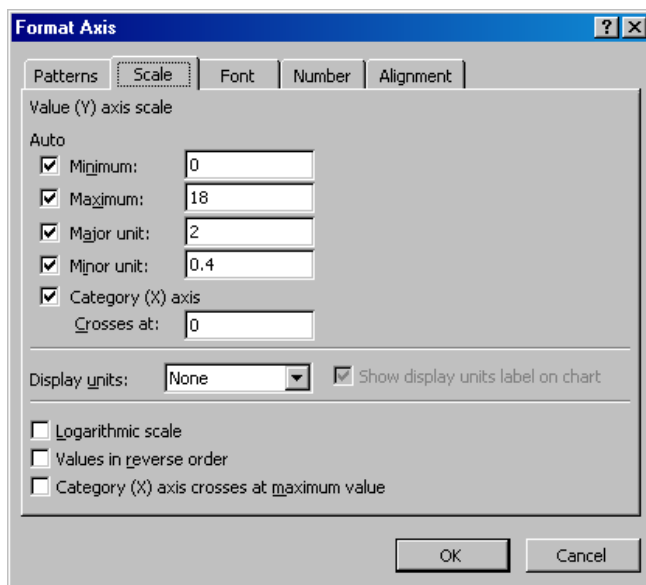 Format Axis
Patterns Scale Font Number Alignment
Value (Y) axis scale
Auto
Minimum: 0
Maximum: 18
Major unit: 2
Minor unit: 0.4
Category (X) axis
Crosses at: 0
Display units: None Show display units label on chart
Logarithmic scale
Values in reverse order
Category (X) axis crosses at maximum value
OK Cancel